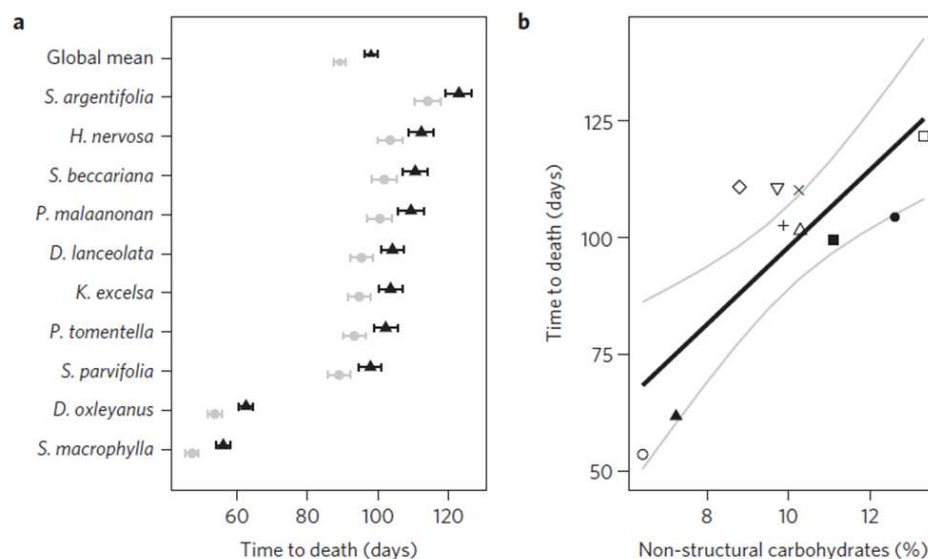 a
Global mean
S. argentifolia
H. nervosa
S. beccariana
P. malaanonan
D. lanceolata
K. excelsa
P. tomentella
S. parvifolia
D. oxleyanus
S. macrophylla
60 80 100 120
Time to death (days)
b
Time to death (days)
125
100
75
50
8 10 12
Non-structural carbohydrates (%)